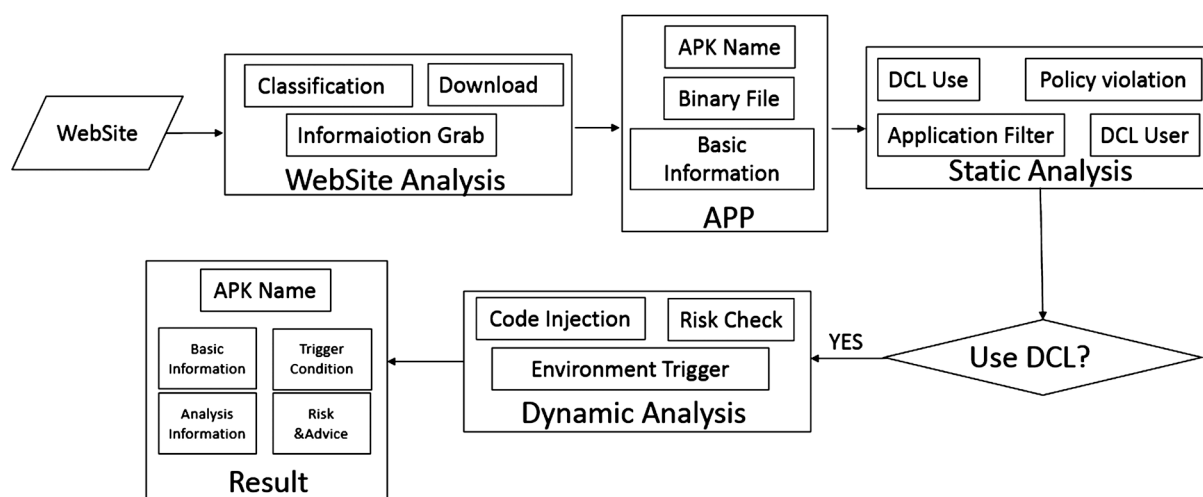 WebSite
Classification
Download
Informaiotion Grab
WebSite Analysis
APK Name
Binary File
Basic
Information
APP
DCL Use
Policy violation
Application Filter
DCL User
Static Analysis
Use DCL?
YES
Code Injection
Risk Check
Environment Trigger
Dynamic Analysis
APK Name
Basic
Information
Trigger
Condition
Analysis
Information
Risk
&Advice
Result